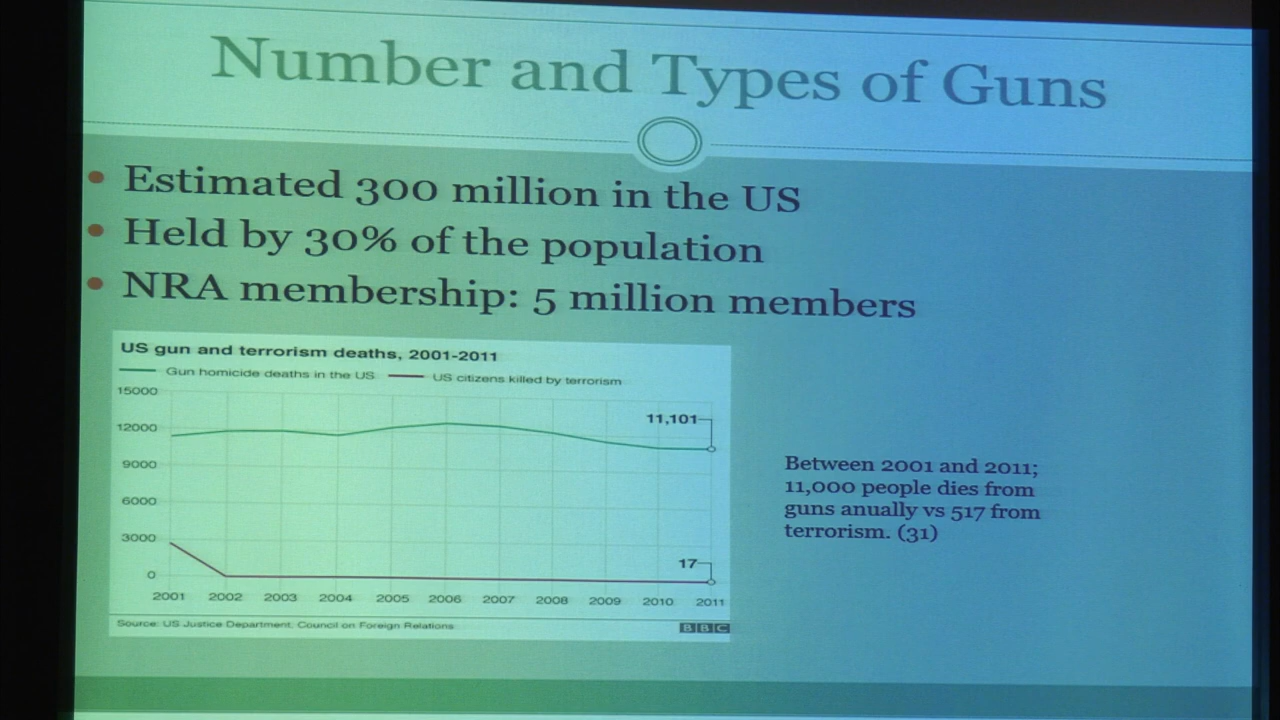 Number and Types of Guns
• Estimated 300 million in the US
• Held by 30% of the population
• NRA membership: 5 million members
US gun and terrorism deaths, 2001-2011
Gun homicide deaths in the US    US citizens killed by terrorism
15000
12000
9000
6000
3000
0
11,101
17
2001 2002 2003 2004 2005 2006 2007 2008 2009 2010 2011
Source: US Justice Department, Council on Foreign Relations
BBC
Between 2001 and 2011;
11,000 people dies from
guns anually vs 517 from
terrorism. (31)